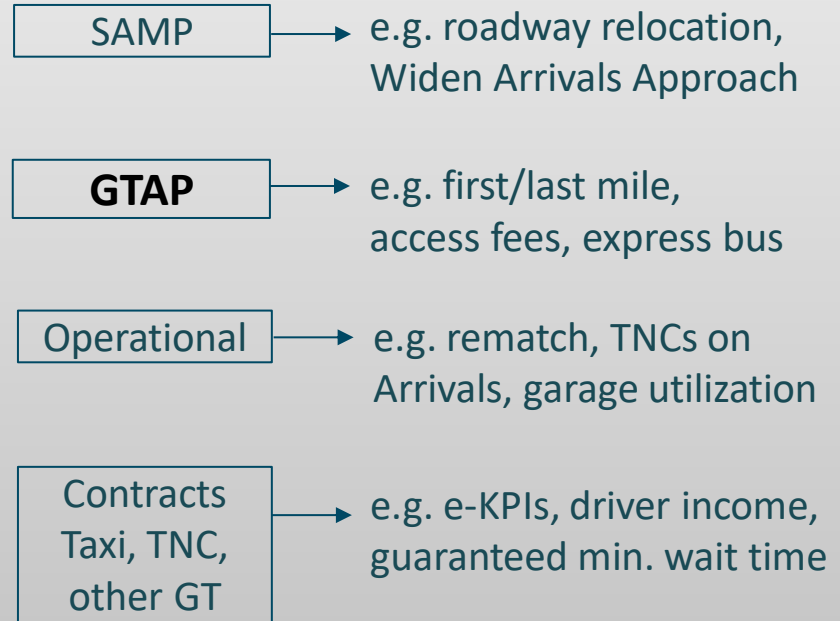 SAMP
e.g. roadway relocation,
Widen Arrivals Approach
GTAP
e.g. first/last mile,
access fees, express bus
Operational
e.g. rematch, TNCs on
Arrivals, garage utilization
Contracts
Taxi, TNC,
other GT
e.g. e-KPIs, driver income,
guaranteed min. wait time